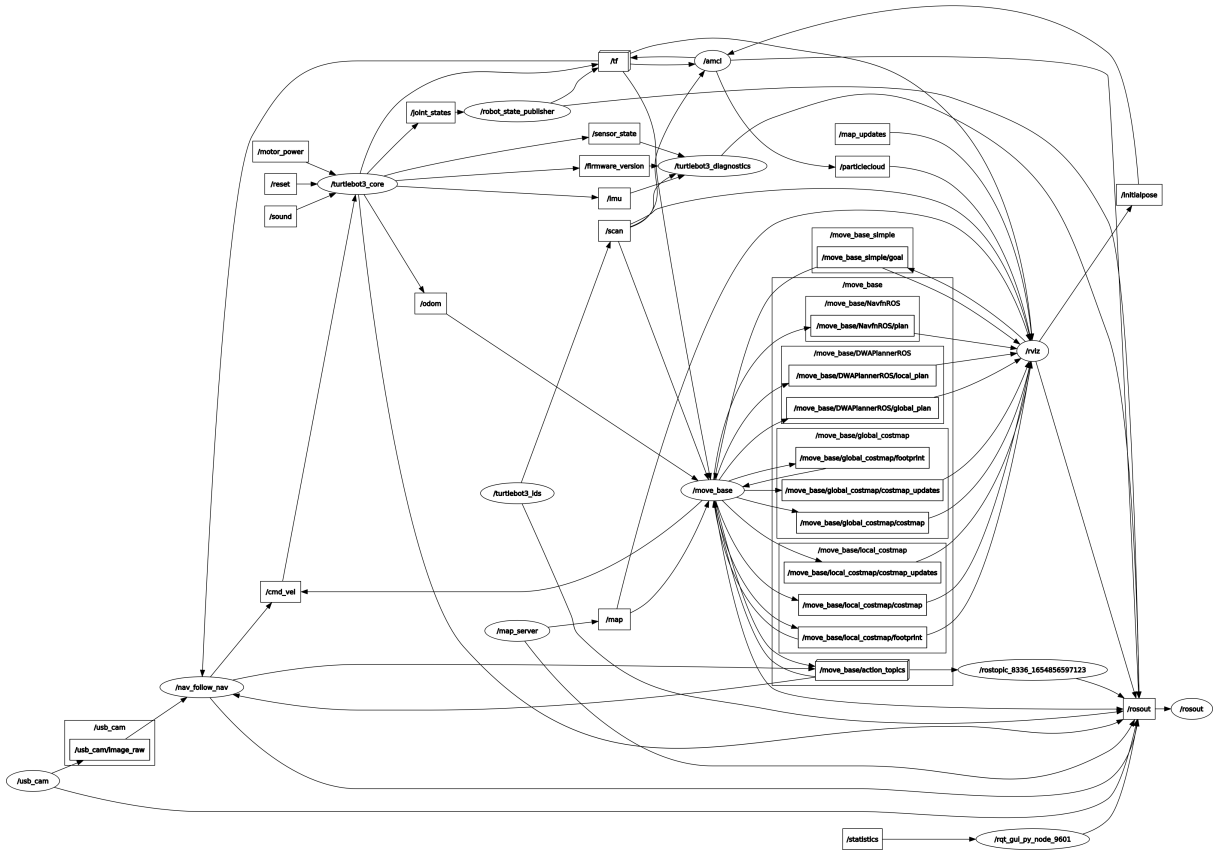 /tf
/amcl
/joint_states
/robot_state_publisher
/sensor_state
/map_updates
/motor_power
/firmware_version
/turtlebot3_diagnostics
/particlecloud
/reset
/turtlebot3_core
/imu
/initialpose
/sound
/scan
/move_base_simple
/move_base_simple/goal
/move_base
/odom
/move_base/NavfnROS
/move_base/NavfnROS/plan
/rviz
/move_base/DWAPlannerROS
/move_base/DWAPlannerROS/local_plan
/move_base/DWAPlannerROS/global_plan
/move_base/global_costmap
/move_base/global_costmap/footprint
/turtlebot3_lds
/move_base
/move_base/global_costmap/costmap_updates
/move_base/global_costmap/costmap
/move_base/local_costmap
/move_base/local_costmap/costmap_updates
/cmd_vel
/move_base/local_costmap/costmap
/map_server
/map
/move_base/local_costmap/footprint
/move_base/action_topics
/rostopic_8336_1654856597123
/nav_follow_nav
/rosout
/rosout
/usb_cam
/usb_cam/image_raw
/usb_cam
/statistics
/rqt_gui_py_node_9601